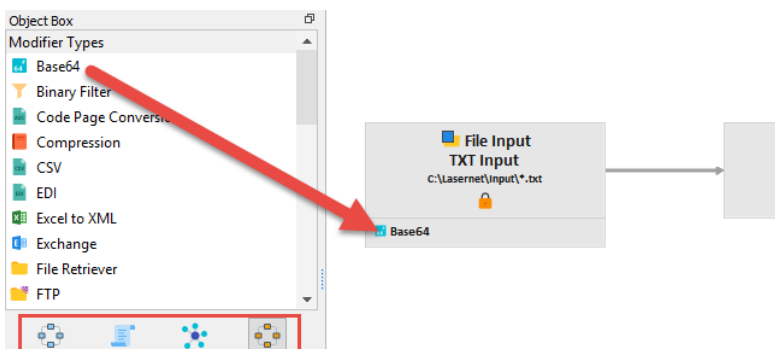 Object Box
Modifier Types
Base64
Binary Filter
Code Page Conversion
Compression
CSV
EDI
Excel to XML
Exchange
File Retriever
FTP
File Input
TXT Input
C:\Lasernet\Input\*.txt
Base64